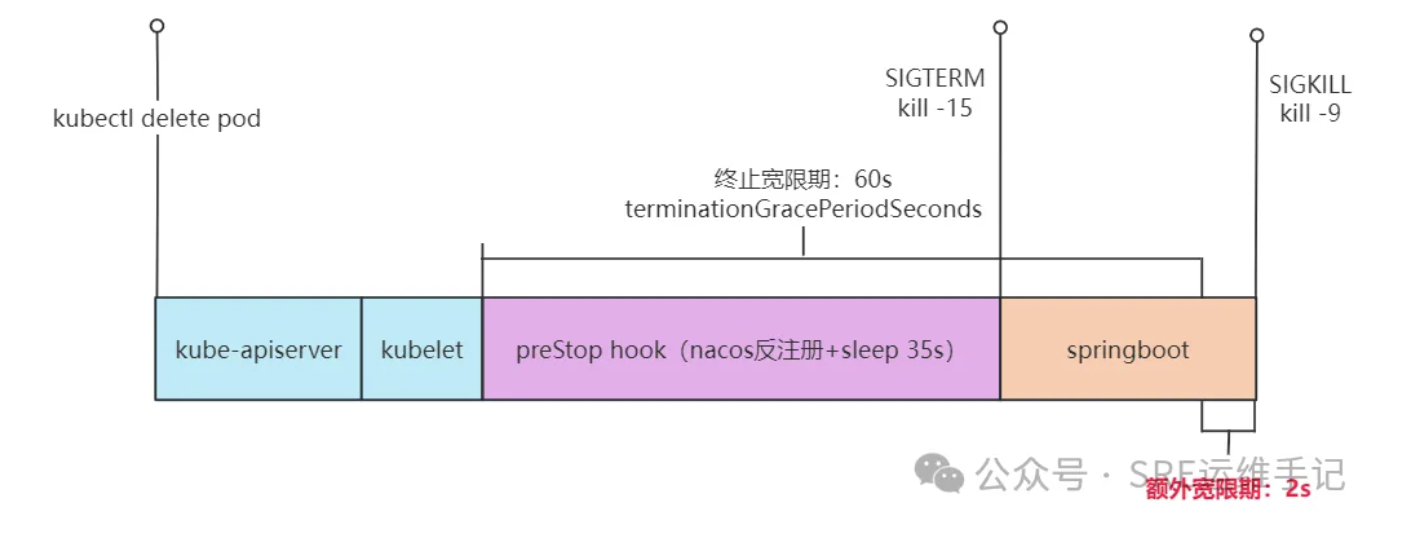 kubectl delete pod
SIGTERM
kill -15
SIGKILL
kill -9
终止宽限期：60s
terminationGracePeriodSeconds
kube-apiserver
kubelet
preStop hook（nacos反注册+sleep 35s）
springboot
公众号 · SRE运维手记
额外宽限期：2s